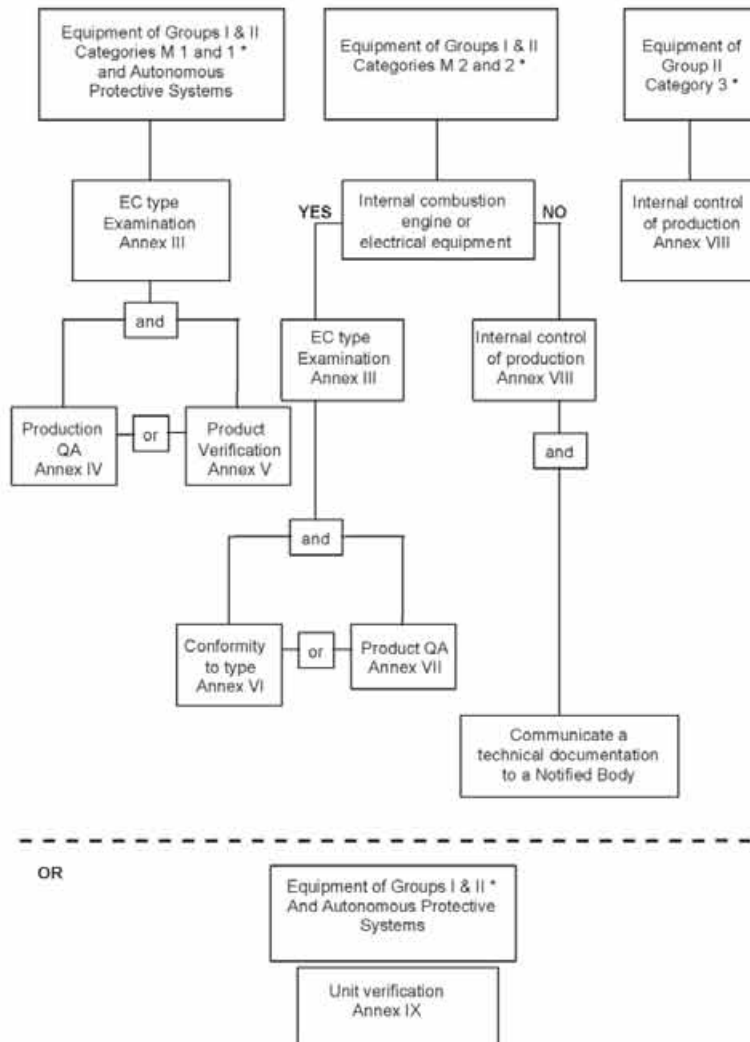 Equipment of Groups I & II
Categories M 1 and 1 *
and Autonomous
Protective Systems
Equipment of Groups I & II
Categories M 2 and 2 *
Equipment of
Group II
Category 3 *
EC type
Examination
Annex III
YES
Internal combustion
engine or
electrical equipment
NO
Internal control
of production
Annex VIII
and
EC type
Examination
Annex III
Internal control
of production
Annex VIII
Production
QA
Annex IV
or
Product
Verification
Annex V
and
and
Conformity
to type
Annex VI
or
Product QA
Annex VII
Communicate a
technical documentation
to a Notified Body
OR
Equipment of Groups I & II *
And Autonomous Protective
Systems
Unit verification
Annex IX